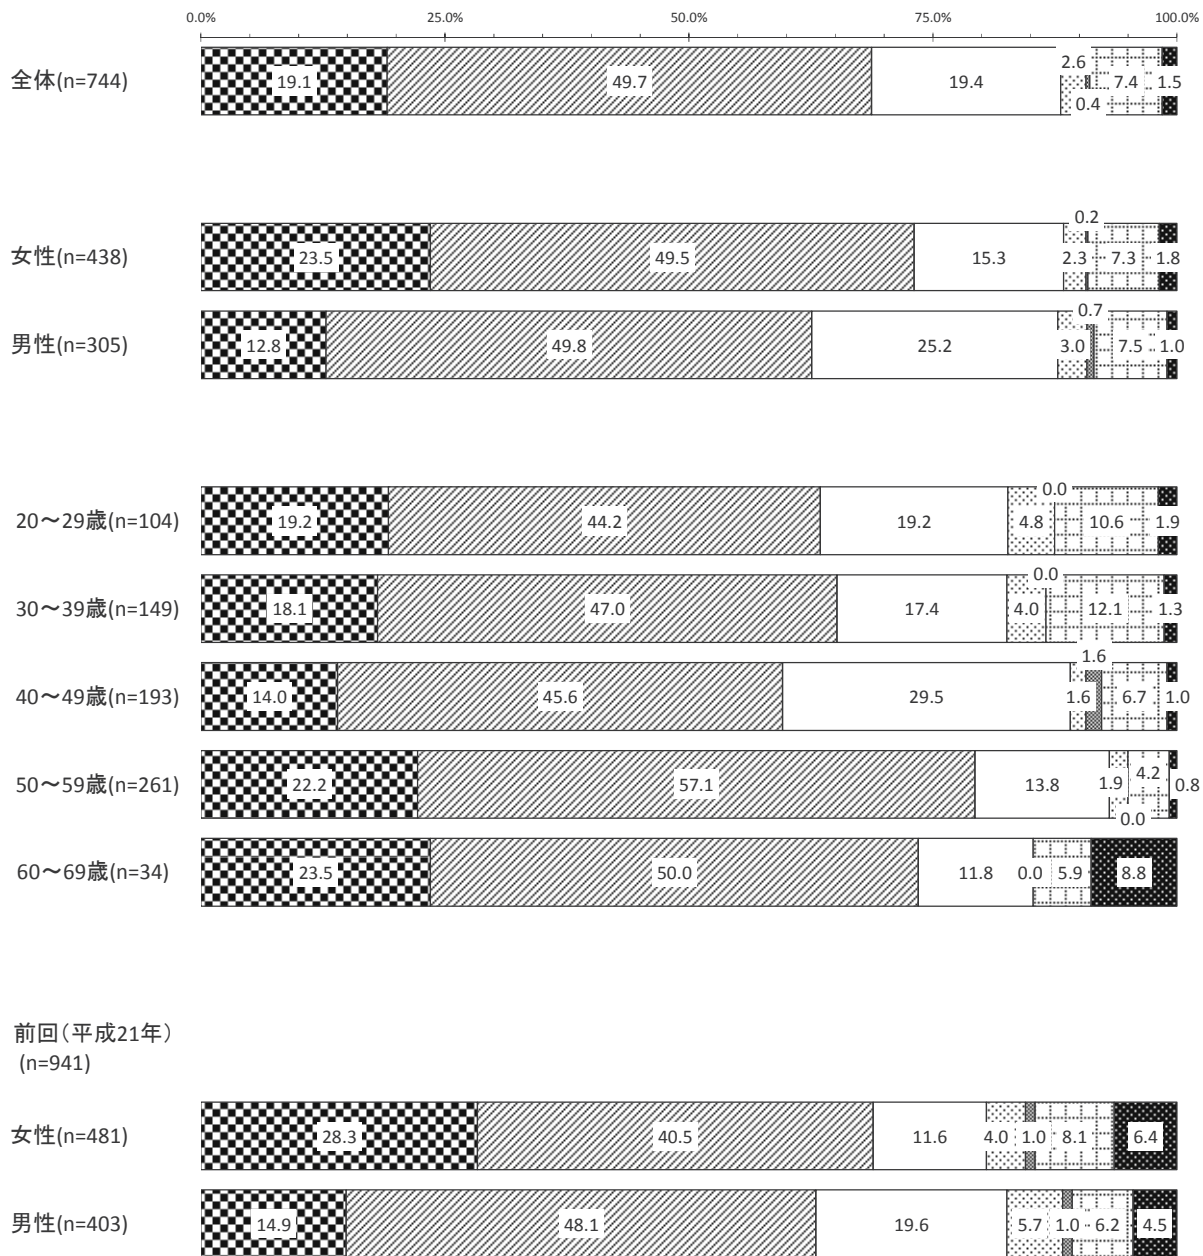 0.0% 25.0% 50.0% 75.0% 100.0%
全体(n=744) 19.1 49.7 19.4 2.6 0.4 7.4 1.5
女性(n=438) 23.5 49.5 15.3 2.3 0.2 7.3 1.8
男性(n=305) 12.8 49.8 25.2 3.0 0.7 7.5 1.0
20～29歳(n=104) 19.2 44.2 19.2 4.8 0.0 10.6 1.9
30～39歳(n=149) 18.1 47.0 17.4 4.0 0.0 12.1 1.3
40～49歳(n=193) 14.0 45.6 29.5 1.6 1.6 6.7 1.0
50～59歳(n=261) 22.2 57.1 13.8 1.9 0.0 4.2 0.8
60～69歳(n=34) 23.5 50.0 11.8 0.0 5.9 8.8
前回（平成21年）
(n=941)
女性(n=481) 28.3 40.5 11.6 4.0 1.0 8.1 6.4
男性(n=403) 14.9 48.1 19.6 5.7 1.0 6.2 4.5